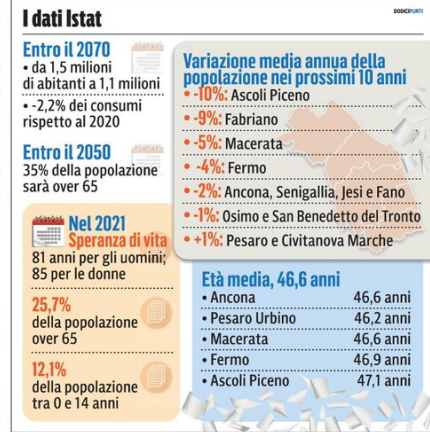 DODICIPUNTI
I dati Istat
Entro il 2070
• da 1,5 milioni
di abitanti a 1,1 milioni
• -2,2% dei consumi
rispetto al 2020
Entro il 2050
35% della popolazione
sarà over 65
Nel 2021
Speranza di vita
81 anni per gli uomini;
85 per le donne
25,7%
della popolazione
over 65
12,1%
della popolazione
tra 0 e 14 anni
Variazione media annua della
popolazione nei prossimi 10 anni
• -10%: Ascoli Piceno
• -9%: Fabriano
• -5%: Macerata
• -4%: Fermo
• -2%: Ancona, Senigallia, Jesi e Fano
• -1%: Osimo e San Benedetto del Tronto
• +1%: Pesaro e Civitanova Marche
Età media, 46,6 anni
• Ancona 46,6 anni
• Pesaro Urbino 46,2 anni
• Macerata 46,6 anni
• Fermo 46,9 anni
• Ascoli Piceno 47,1 anni